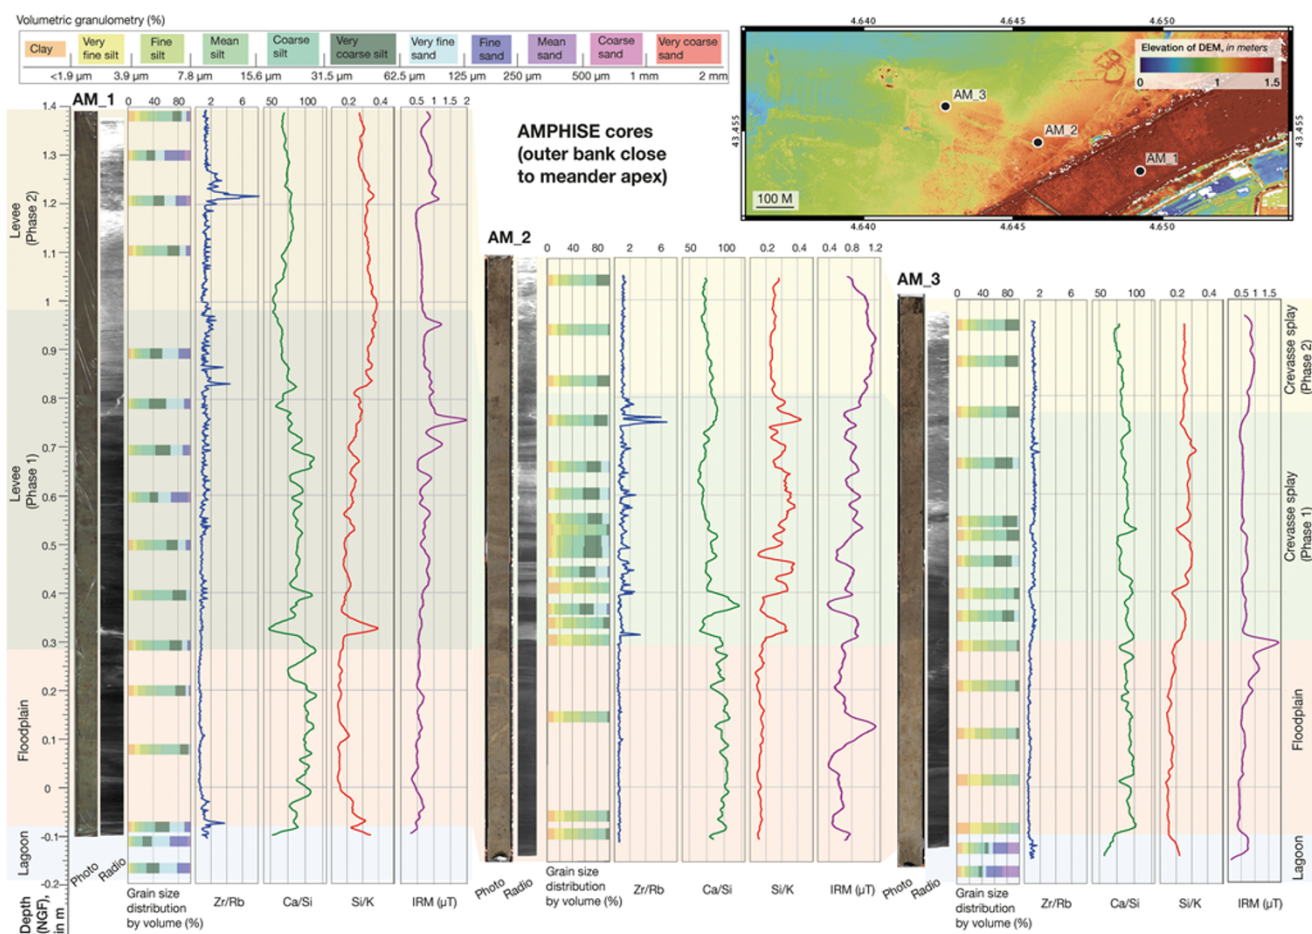 Volumetric granulometry (%)
Clay
Very fine silt
Fine silt
Mean silt
Coarse silt
Very coarse silt
Very fine sand
Fine sand
Mean sand
Coarse sand
Very coarse sand
<1.9 µm 3.9 µm 7.8 µm 15.6 µm 31.5 µm 62.5 µm 125 µm 250 µm 500 µm 1 mm 2 mm
4.640 4.645 4.650
Elevation of DEM, in meters
0 1 1.5
AM_3
AM_2
AM_1
100 M
43.455
43.455
4.640 4.645 4.650
AMPHISE cores
(outer bank close
to meander apex)
AM_1
0 40 80 2 6 50 100 0.2 0.4 0.5 1 1.5 2
AM_2
0 40 80 2 6 50 100 0.2 0.4 0.4 0.8 1.2
AM_3
0 40 80 2 6 50 100 0.2 0.4 0.5 1 1.5
1.4
1.3
1.2
1.1
1
0.9
0.8
0.7
0.6
0.5
0.4
0.3
0.2
0.1
0
-0.1
-0.2
Levee
(Phase 2)
Levee
(Phase 1)
Floodplain
Lagoon
Crevasse splay
(Phase 2)
Crevasse splay
(Phase 1)
Floodplain
Lagoon
Depth
(NGF),
in m
Photo Radio
Grain size
distribution
by volume (%)
Zr/Rb Ca/Si Si/K IRM (µT)
Photo Radio
Grain size
distribution
by volume (%)
Zr/Rb Ca/Si Si/K IRM (µT)
Photo Radio
Grain size
distribution
by volume (%)
Zr/Rb Ca/Si Si/K IRM (µT)